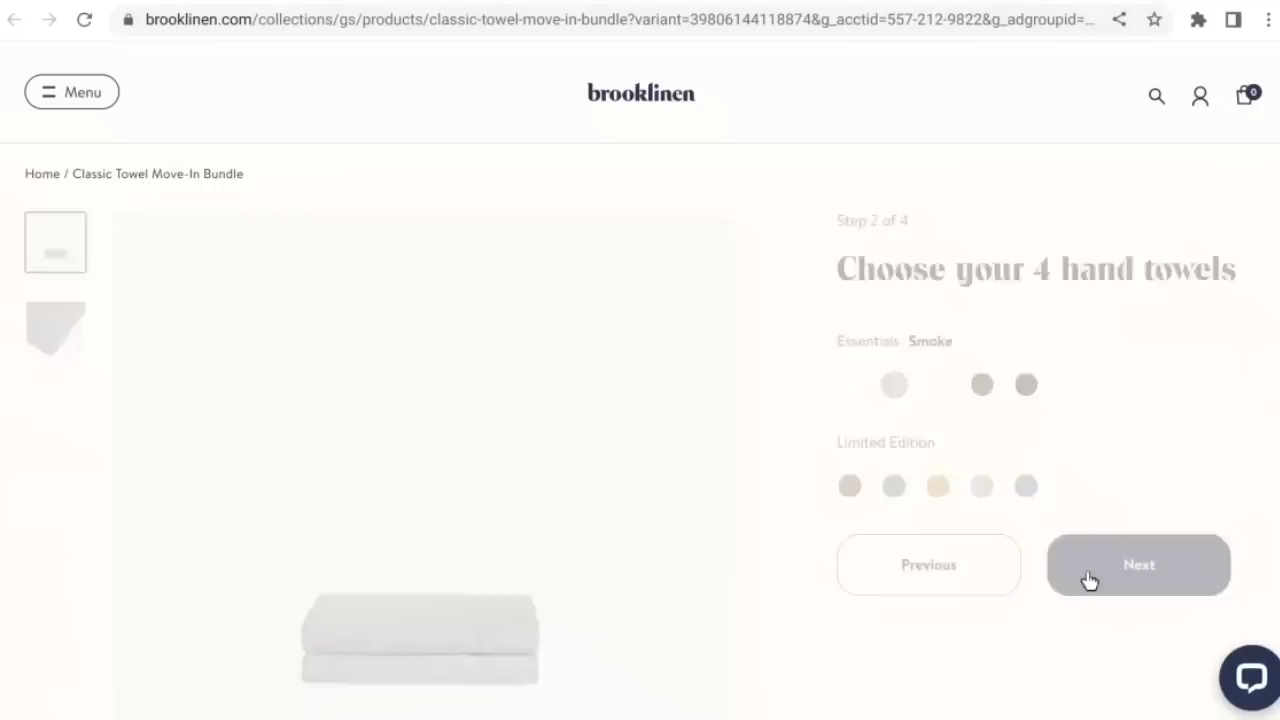 brooklinen.com/collections/gs/products/classic-towel-move-in-bundle?variant=39806144118874&g_acctid=557-212-9822&g_adgroupid=...
Menu
brooklinen
0
Home / Classic Towel Move-In Bundle
Step 2 of 4
Choose your 4 hand towels
Essentials Smoke
Limited Edition
Previous
Next